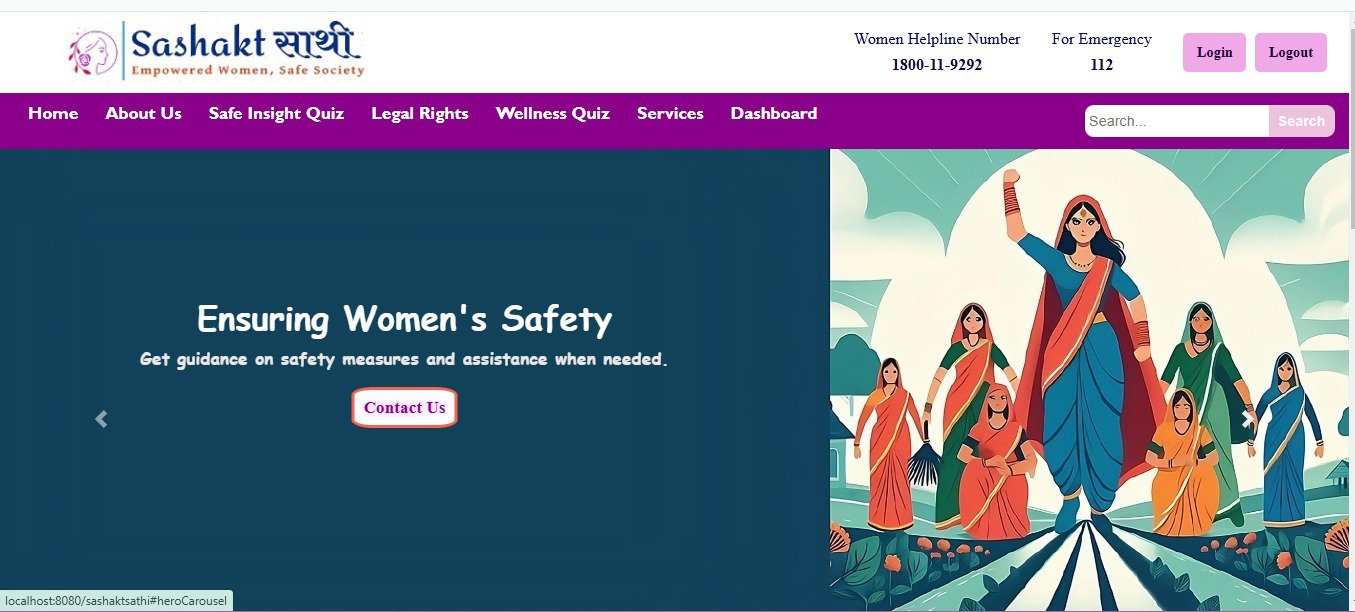 Sashakt साथी
Empowered Women, Safe Society
Women Helpline Number
1800-11-9292
For Emergency
112
Login
Logout
Home About Us Safe Insight Quiz Legal Rights Wellness Quiz Services Dashboard
Search...
Search
Ensuring Women's Safety
Get guidance on safety measures and assistance when needed.
Contact Us
localhost:8080/sashaktsathi#heroCarousel